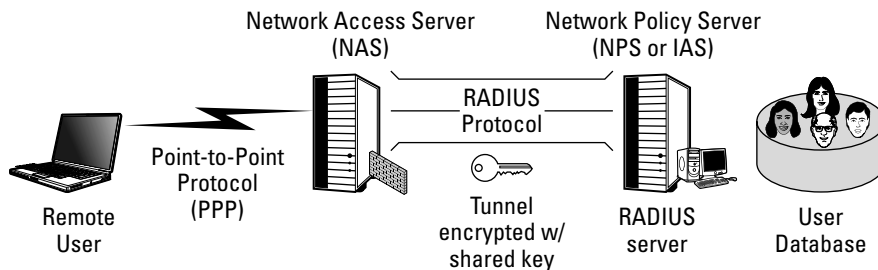 Network Access Server
(NAS)
Network Policy Server
(NPS or IAS)
RADIUS
Protocol
Point-to-Point
Protocol
(PPP)
Remote
User
Tunnel
encrypted w/
shared key
RADIUS
server
User
Database